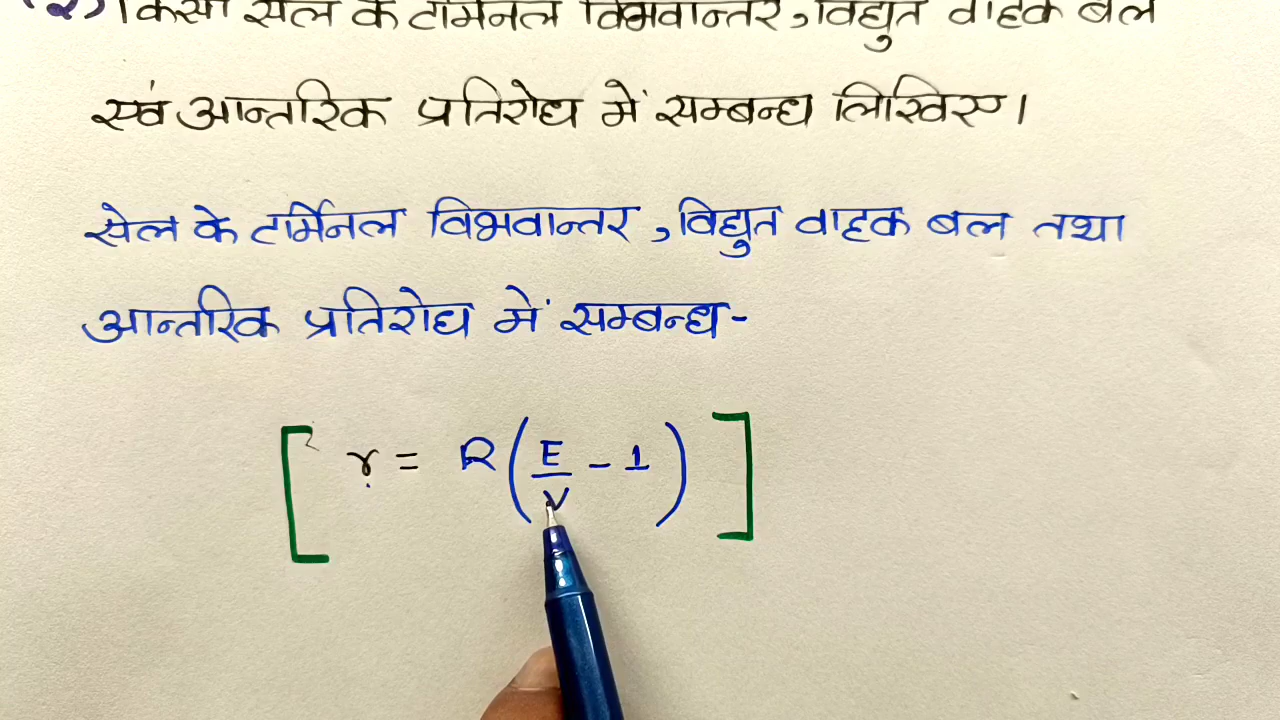 किसी सेल के टर्मिनल विभवान्तर, विद्युत वाहक बल
एवं आन्तरिक प्रतिरोध में सम्बन्ध लिखिए।
सेल के टर्मिनल विभवान्तर, विद्युत वाहक बल तथा
आन्तरिक प्रतिरोध में सम्बन्ध-
[ r = R(E/V - 1) ]